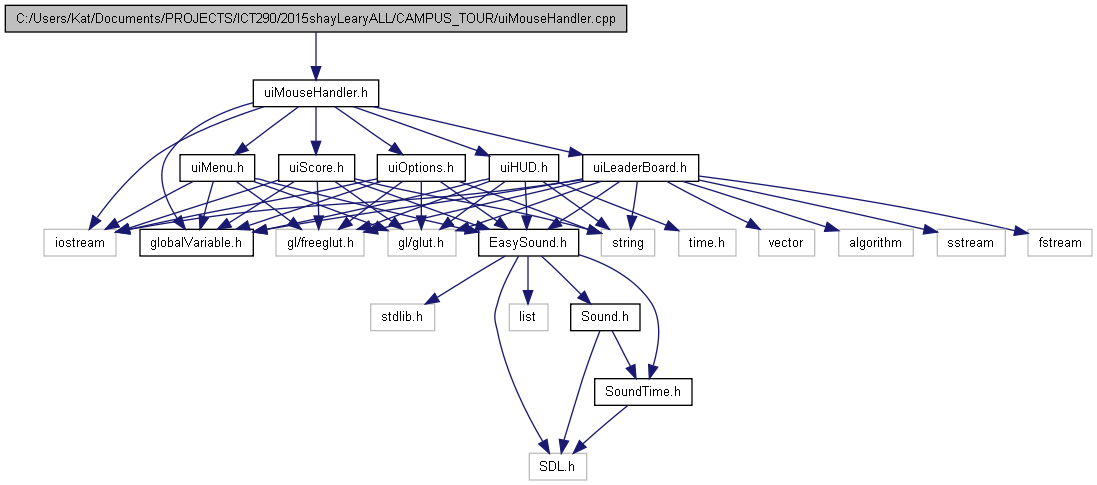 C:/Users/Kat/Documents/PROJECTS/ICT290/2015shayLearyALL/CAMPUS_TOUR/uiMouseHandler.cpp
uiMouseHandler.h
uiMenu.h
uiScore.h
uiOptions.h
uiHUD.h
uiLeaderBoard.h
iostream
globalVariable.h
gl/freeglut.h
gl/glut.h
EasySound.h
string
time.h
vector
algorithm
sstream
fstream
stdlib.h
list
Sound.h
SoundTime.h
SDL.h